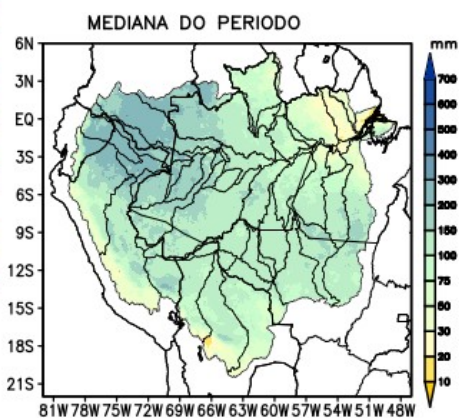 MEDIANA DO PERIODO
mm
6N
3N
EQ
3S
6S
9S
12S
15S
18S
21S
700
600
500
400
300
200
150
100
75
50
30
20
10
81W 78W 75W 72W 69W 66W 63W 60W 57W 54W 51W 48W